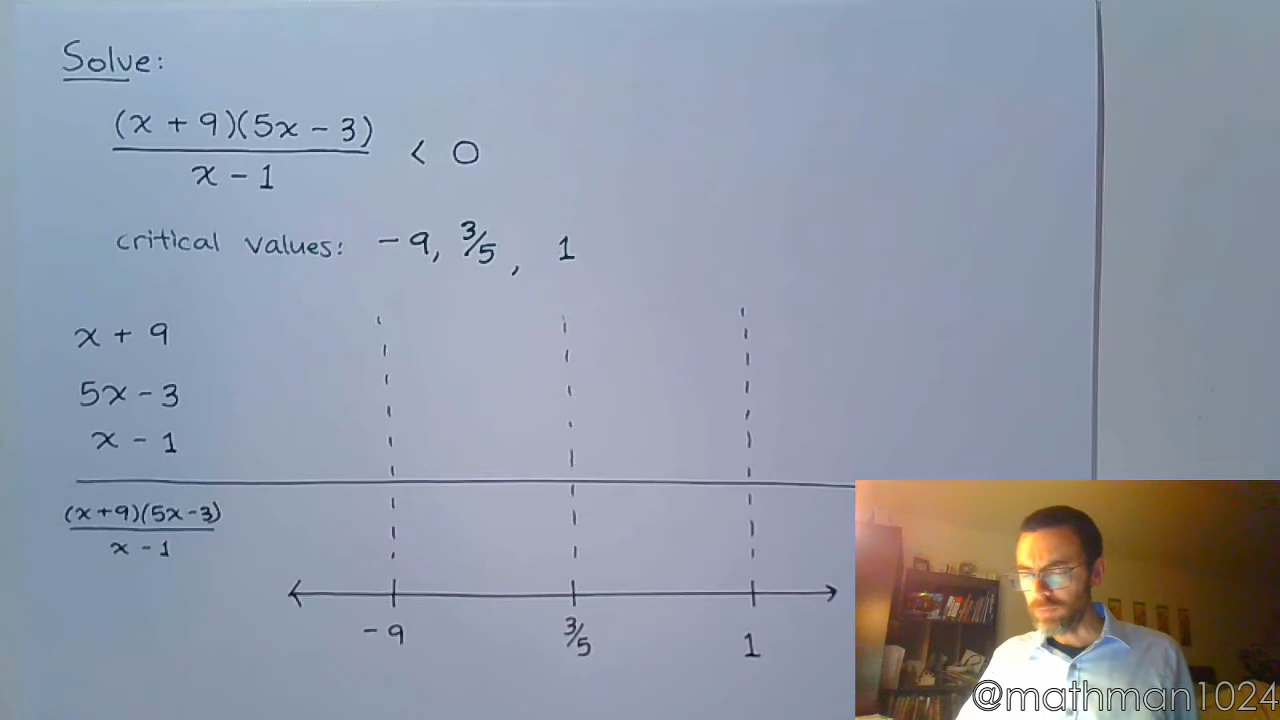 Solve:
(x + 9)(5x - 3)
x - 1
< 0
critical values: -9, 3/5, 1
x + 9
5x - 3
x - 1
(x+9)(5x-3)
x - 1
-9 3/5 1
@mathman1024